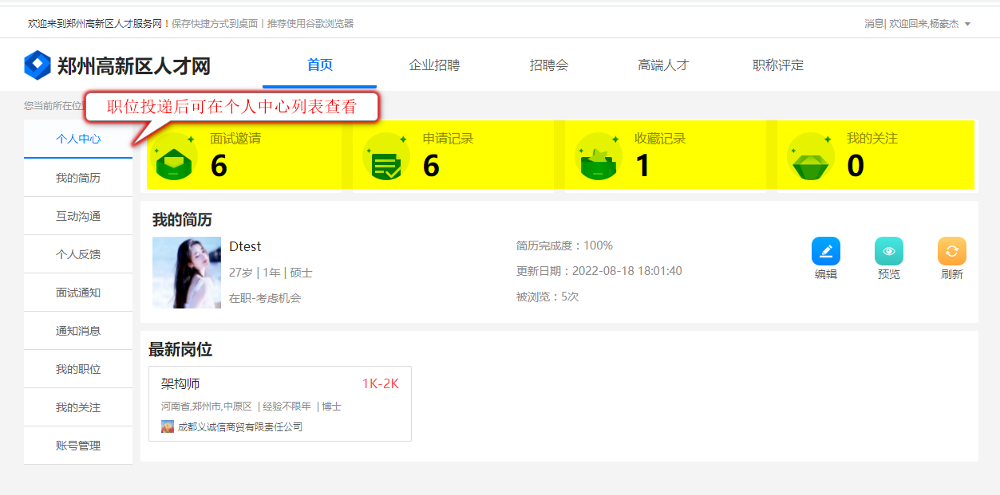 欢迎来到郑州高新区人才服务网！保存快捷方式到桌面 | 推荐使用谷歌浏览器
消息| 欢迎回来,杨豪杰
郑州高新区人才网
首页
企业招聘
招聘会
高端人才
职称评定
您当前所在位
职位投递后可在个人中心列表查看
个人中心
我的简历
互动沟通
个人反馈
面试通知
通知消息
我的职位
我的关注
账号管理
面试邀请
6
申请记录
6
收藏记录
1
我的关注
0
我的简历
Dtest
27岁 | 1年 | 硕士
在职-考虑机会
简历完成度：100%
更新日期：2022-08-18 18:01:40
被浏览：5次
编辑
预览
刷新
最新岗位
架构师
1K-2K
河南省,郑州市,中原区 | 经验不限年 | 博士
成都义诚信商贸有限责任公司